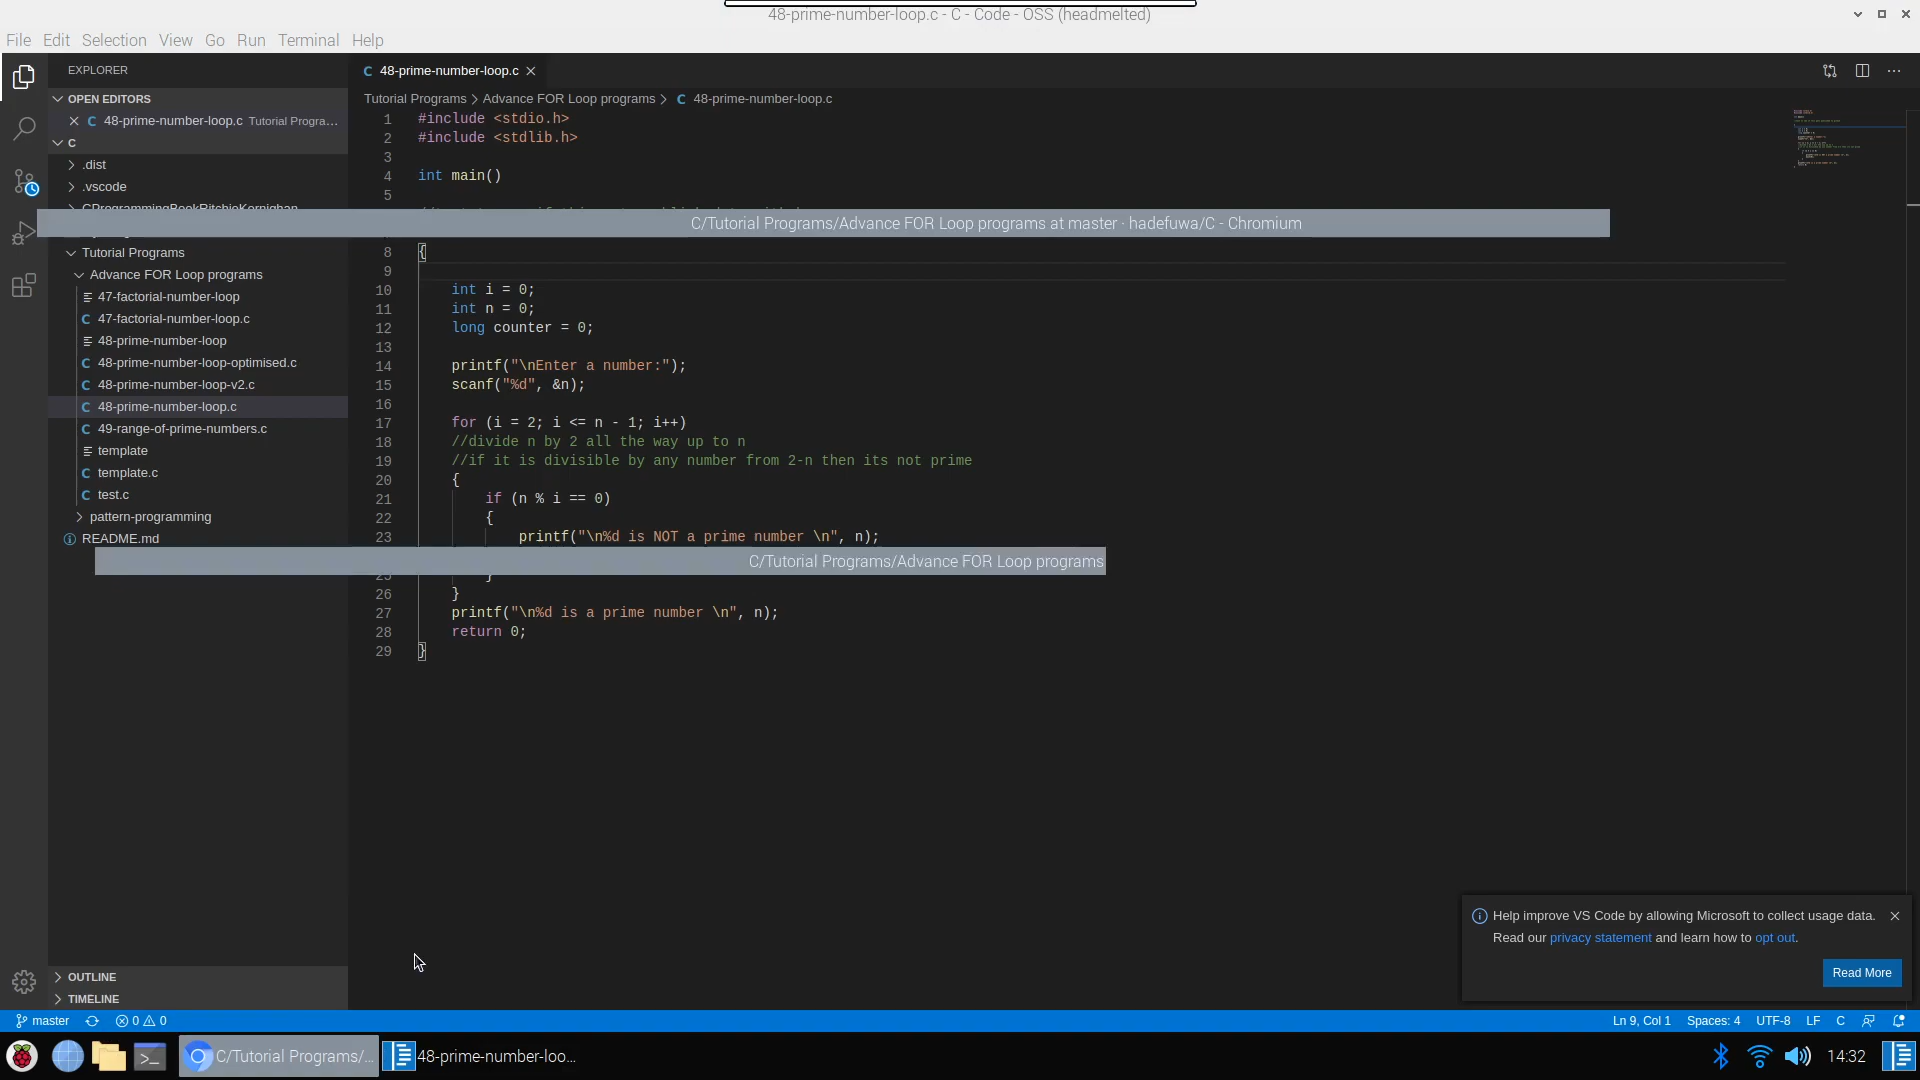 48-prime-number-loop.c - C - Code - OSS (headmelted)
File Edit Selection View Go Run Terminal Help
EXPLORER
OPEN EDITORS
48-prime-number-loop.c Tutorial Progra...
C
.dist
.vscode
CProgrammingBookRitchieKernighan
Tutorial Programs
Advance FOR Loop programs
47-factorial-number-loop
47-factorial-number-loop.c
48-prime-number-loop
48-prime-number-loop-optimised.c
48-prime-number-loop-v2.c
48-prime-number-loop.c
49-range-of-prime-numbers.c
template
template.c
test.c
pattern-programming
README.md
OUTLINE
TIMELINE
48-prime-number-loop.c
Tutorial Programs > Advance FOR Loop programs > C 48-prime-number-loop.c
1 #include <stdio.h>
2 #include <stdlib.h>
3
4 int main()
5
C/Tutorial Programs/Advance FOR Loop programs at master · hadefuwa/C - Chromium
8 {
9
10 int i = 0;
11 int n = 0;
12 long counter = 0;
13
14 printf("\nEnter a number:");
15 scanf("%d", &n);
16
17 for (i = 2; i <= n - 1; i++)
18 //divide n by 2 all the way up to n
19 //if it is divisible by any number from 2-n then its not prime
20 {
21 if (n % i == 0)
22 {
23 printf("\n%d is NOT a prime number \n", n);
C/Tutorial Programs/Advance FOR Loop programs
25 }
26 }
27 printf("\n%d is a prime number \n", n);
28 return 0;
29 }
Help improve VS Code by allowing Microsoft to collect usage data.
Read our privacy statement and learn how to opt out.
Read More
master 0 0
Ln 9, Col 1 Spaces: 4 UTF-8 LF C
C/Tutorial Programs/... 48-prime-number-loo... 14:32